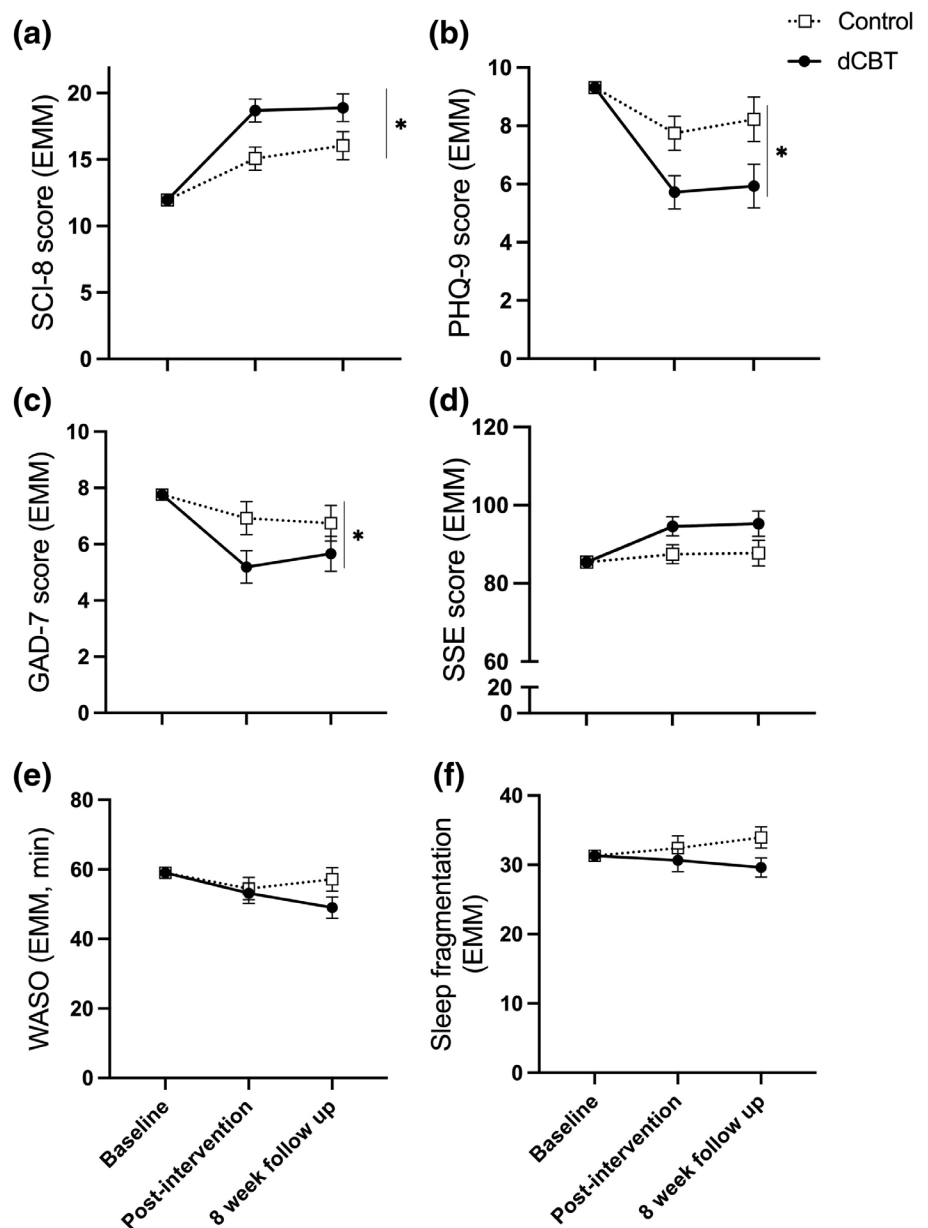 Control
dCBT
(a)
SCI-8 score (EMM)
20
15
10
5
0
*
(b)
PHQ-9 score (EMM)
10
8
6
4
2
0
*
(c)
GAD-7 score (EMM)
10
8
6
4
2
0
*
(d)
SSE score (EMM)
120
100
80
60
20
0
(e)
WASO (EMM, min)
80
60
40
20
0
Baseline
Post-intervention
8 week follow up
(f)
Sleep fragmentation
(EMM)
40
30
20
10
0
Baseline
Post-intervention
8 week follow up